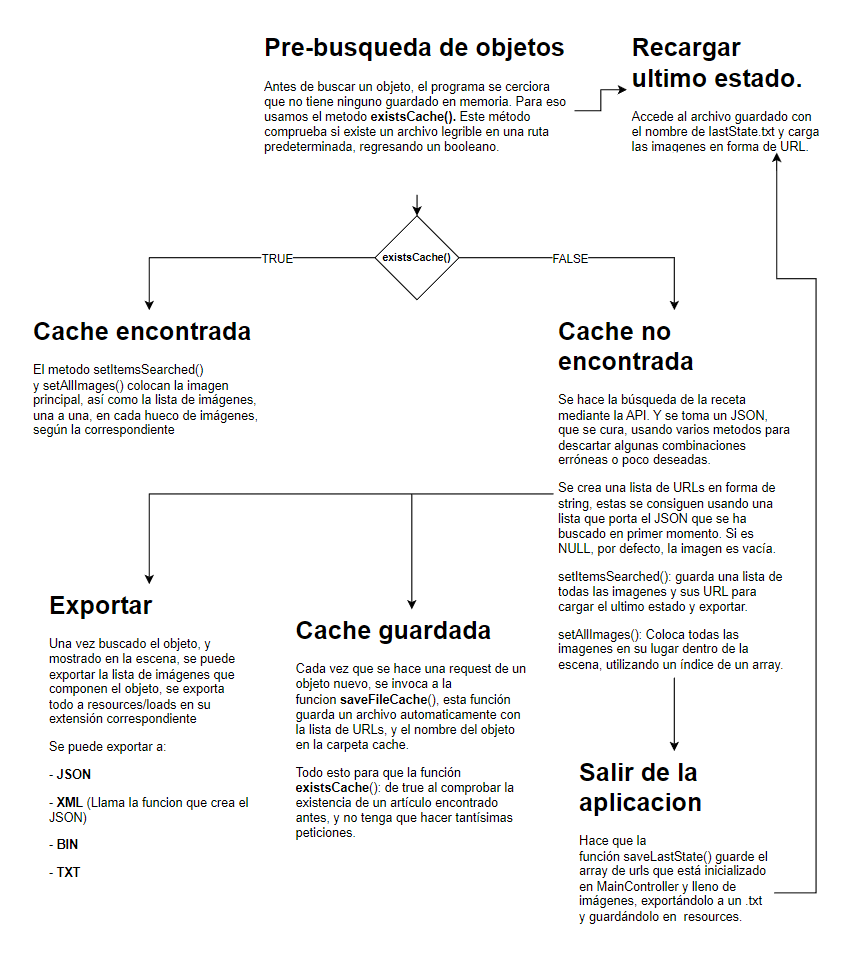 Pre-busqueda de objetos
Antes de buscar un objeto, el programa se cerciora
que no tiene ninguno guardado en memoria. Para eso
usamos el metodo existsCache(). Este método
comprueba si existe un archivo legrible en una ruta
predeterminada, regresando un booleano.
Recargar
ultimo estado.
Accede al archivo guardado con
el nombre de lastState.txt y carga
las imagenes en forma de URL.
existsCache()
TRUE
FALSE
Cache encontrada
El metodo setItemsSearched()
y setAllImages() colocan la imagen
principal, así como la lista de imágenes,
una a una, en cada hueco de imágenes,
según la correspondiente
Cache no
encontrada
Se hace la búsqueda de la receta
mediante la API. Y se toma un JSON,
que se cura, usando varios metodos para
descartar algunas combinaciones
erróneas o poco deseadas.
Se crea una lista de URLs en forma de
string, estas se consiguen usando una
lista que porta el JSON que se ha
buscado en primer momento. Si es
NULL, por defecto, la imagen es vacía.
setItemsSearched(): guarda una lista de
todas las imagenes y sus URL para
cargar el ultimo estado y exportar.
setAllImages(): Coloca todas las
imagenes en su lugar dentro de la
escena, utilizando un índice de un array.
Exportar
Una vez buscado el objeto, y
mostrado en la escena, se puede
exportar la lista de imágenes que
componen el objeto, se exporta
todo a resources/loads en su
extensión correspondiente
Se puede exportar a:
- JSON
- XML (Llama la funcion que crea el
JSON)
- BIN
- TXT
Cache guardada
Cada vez que se hace una request de un
objeto nuevo, se invoca a la
funcion saveFileCache(), esta función
guarda un archivo automaticamente con
la lista de URLs, y el nombre del objeto
en la carpeta cache.
Todo esto para que la función
existsCache(): de true al comprobar la
existencia de un artículo encontrado
antes, y no tenga que hacer tantísimas
peticiones.
Salir de la
aplicacion
Hace que la
función saveLastState() guarde el
array de urls que está inicializado
en MainController y lleno de
imágenes, exportándolo a un .txt
y guardándolo en  resources.